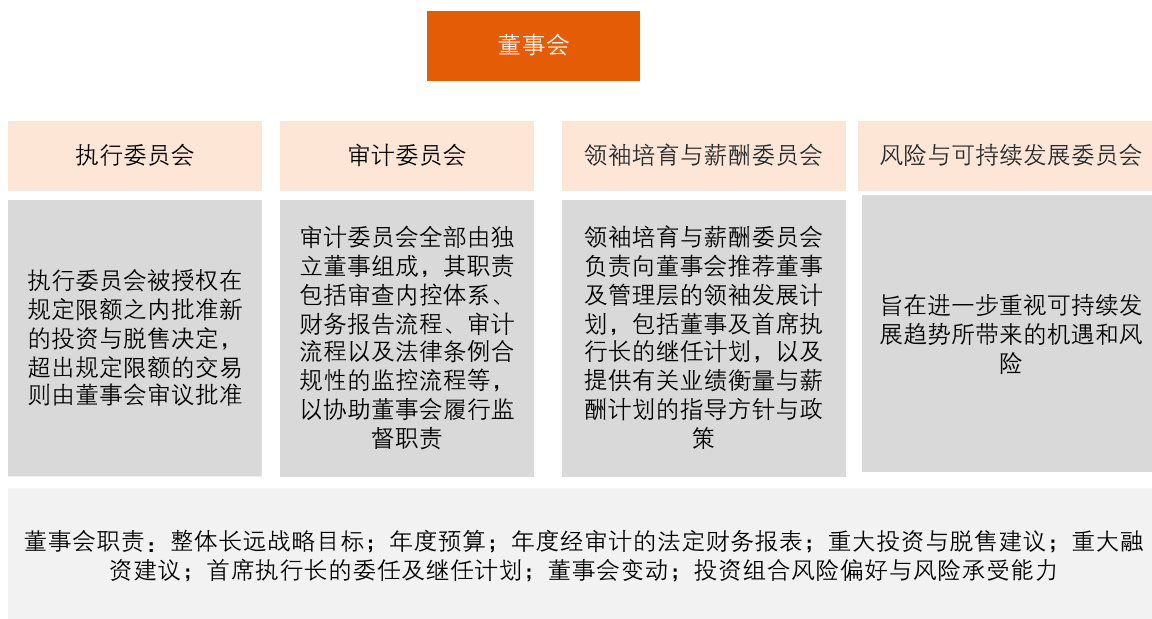 董事会
执行委员会
审计委员会
领袖培育与薪酬委员会
风险与可持续发展委员会
执行委员会被授权在
规定限额之内批准新
的投资与脱售决定，
超出规定限额的交易
则由董事会审议批准
审计委员会全部由独
立董事组成，其职责
包括审查内控体系、
财务报告流程、审计
流程以及法律条例合
规性的监控流程等，
以协助董事会履行监
督职责
领袖培育与薪酬委员会
负责向董事会推荐董事
及管理层的领袖发展计
划，包括董事及首席执
行长的继任计划，以及
提供有关业绩衡量与薪
酬计划的指导方针与政
策
旨在进一步重视可持续发
展趋势所带来的机遇和风
险
董事会职责：整体长远战略目标；年度预算；年度经审计的法定财务报表；重大投资与脱售建议；重大融
资建议；首席执行长的委任及继任计划；董事会变动；投资组合风险偏好与风险承受能力